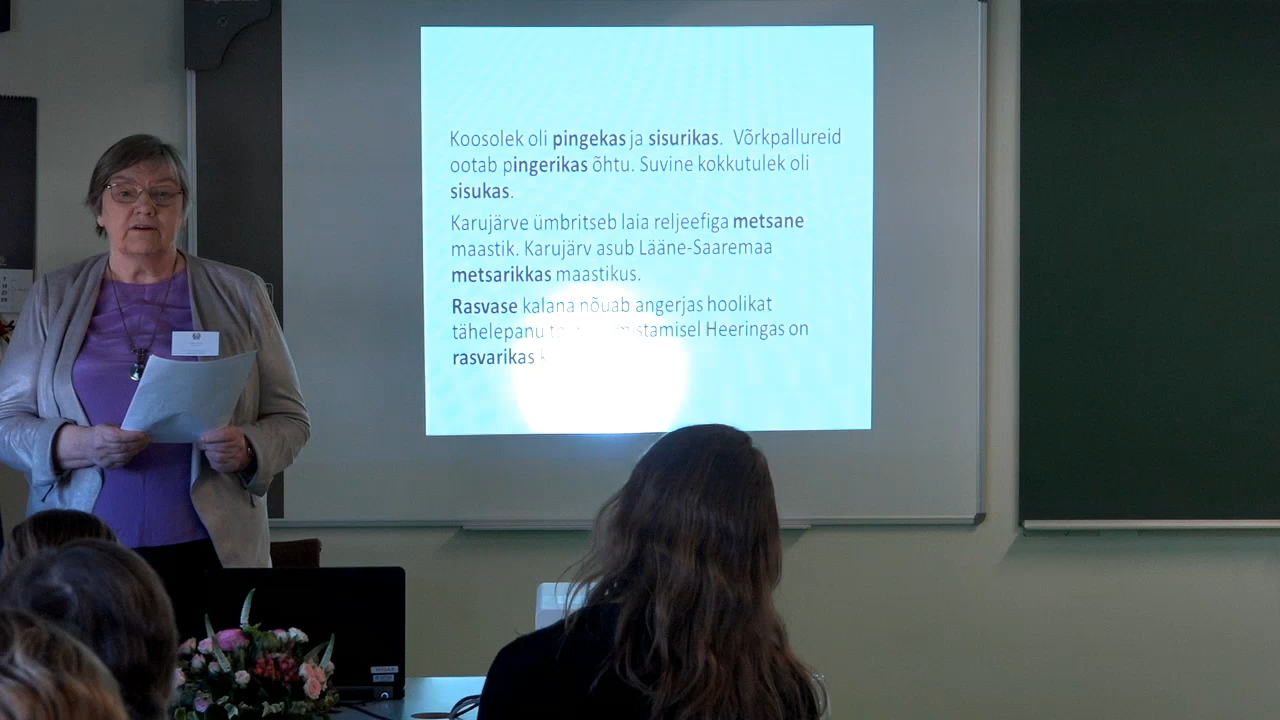 Koosolek oli pingekas ja sisurikas. Võrkpallureid
ootab pingerikas õhtu. Suvine kokkutulek oli
sisukas.
Karujärve ümbritseb laia reljeefiga metsane
maastik. Karujärv asub Lääne-Saaremaa
metsarikkas maastikus.
Rasvase kalana nõuab angerjas hoolikat
tähelepanu Heeringas on
rasvarikas